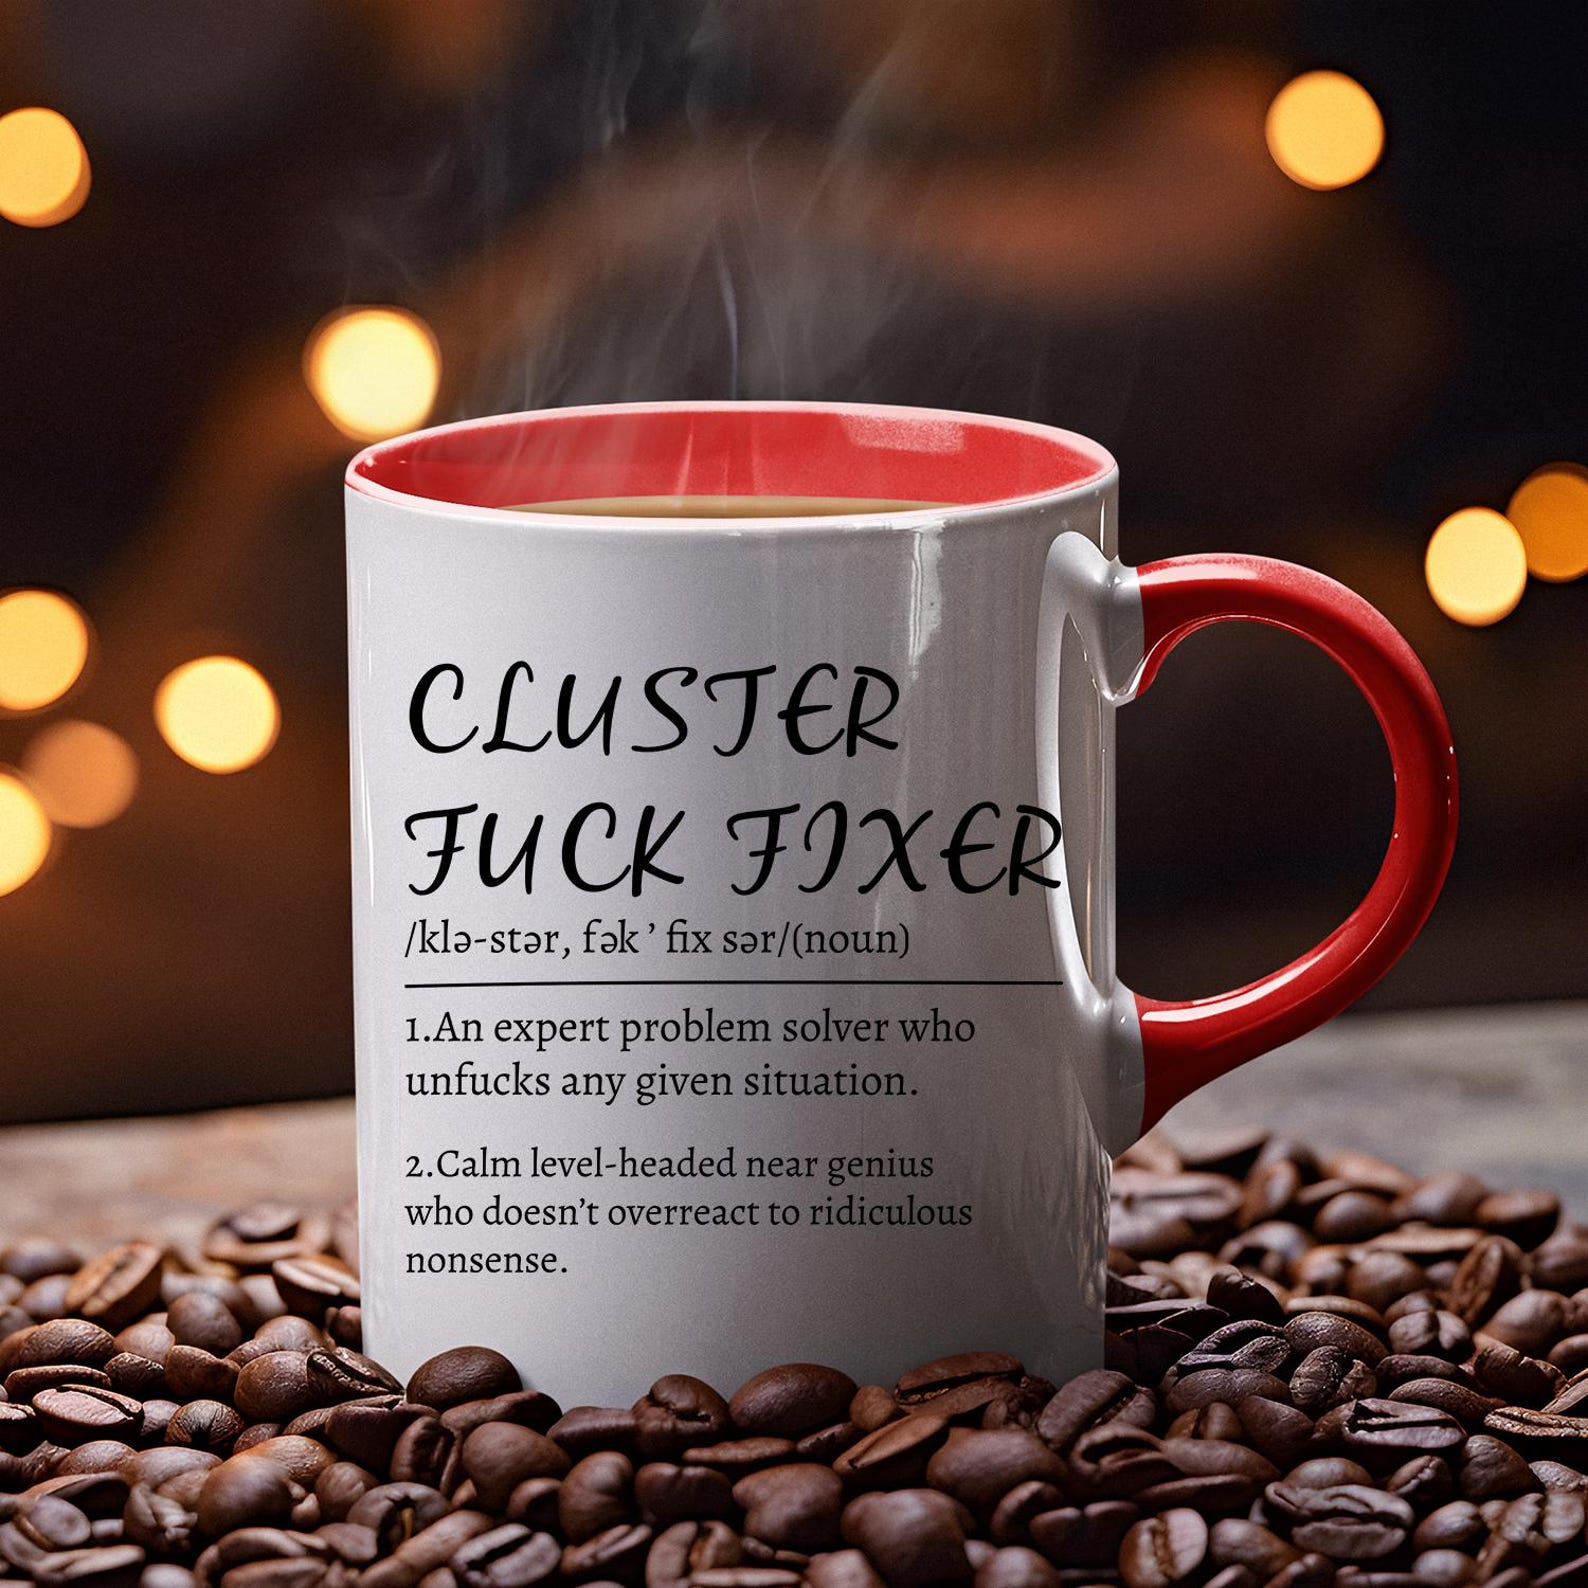 CLUSTER
FUCK FIXER
/klə-stər, fək ’ fix sər/(noun)
1.An expert problem solver who
unfucks any given situation.
2.Calm level-headed near genius
who doesn’t overreact to ridiculous
nonsense.